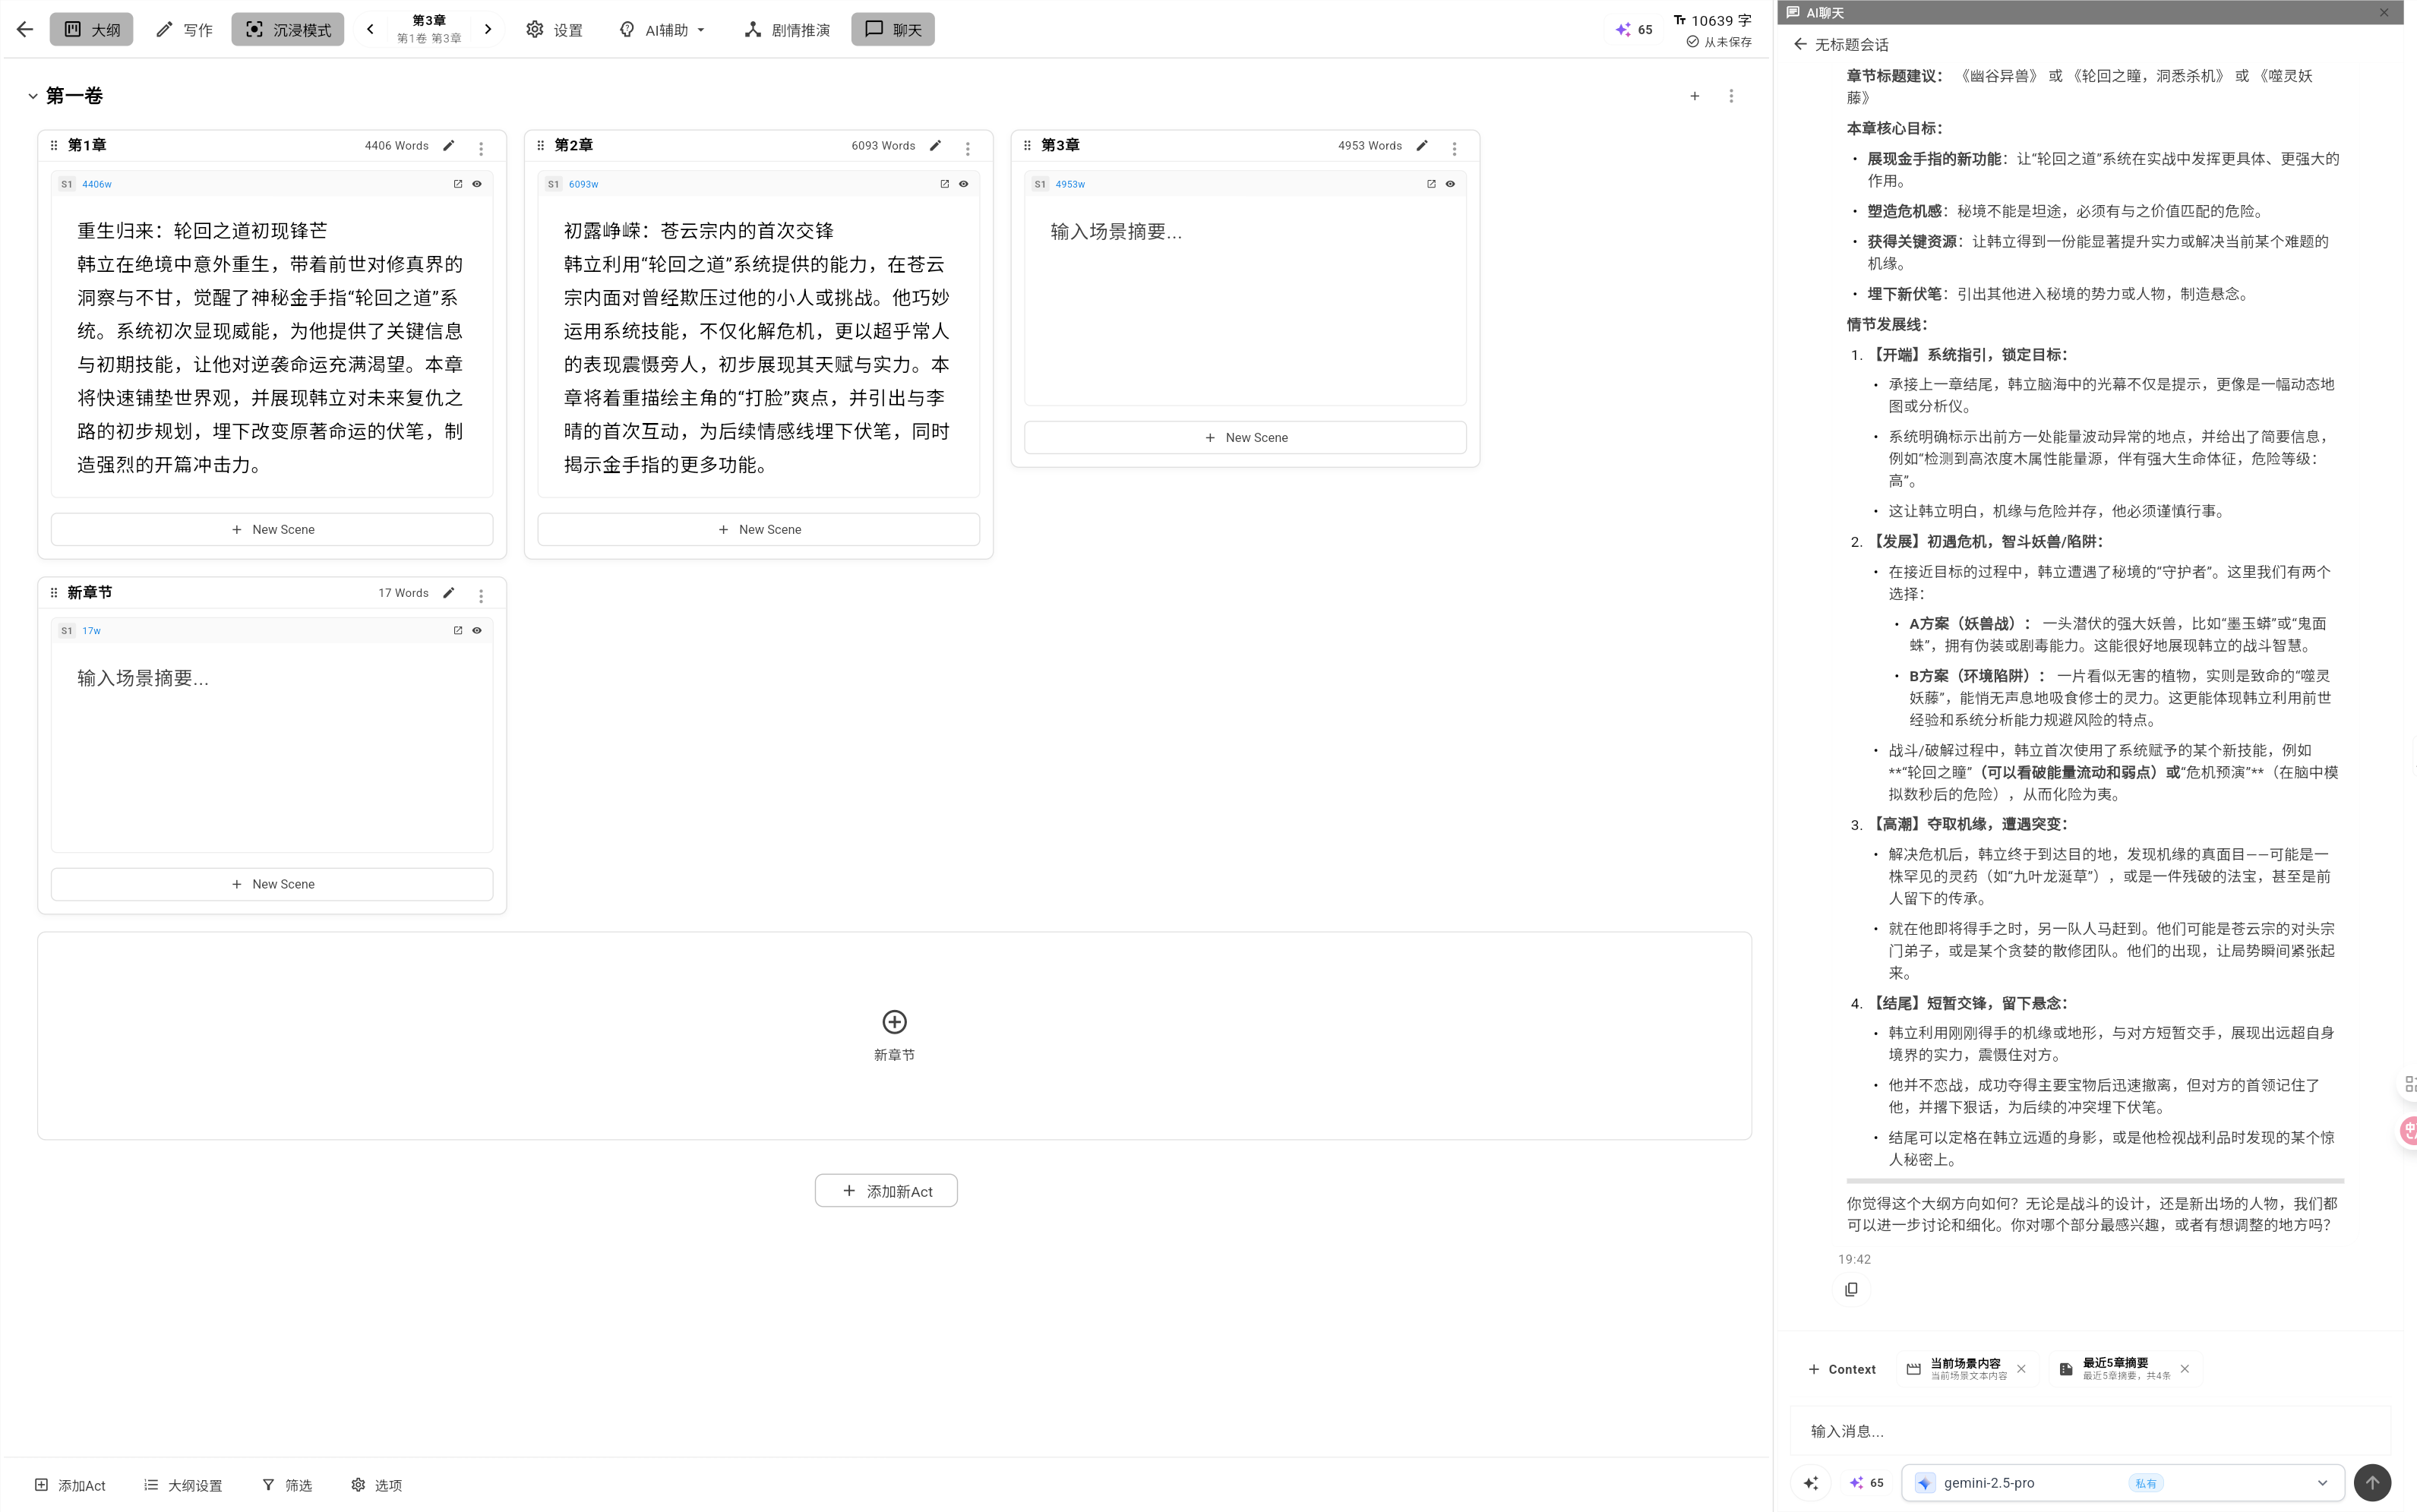 大纲
写作
沉浸模式
第3章
第1卷 第3章
设置
AI辅助
剧情推演
聊天
65
10639 字
从未保存
第一卷
第1章
4406 Words
S1 4406w
重生归来：轮回之道初现锋芒
韩立在绝境中意外重生，带着前世对修真界的
洞察与不甘，觉醒了神秘金手指“轮回之道”系
统。系统初次显现威能，为他提供了关键信息
与初期技能，让他对逆袭命运充满渴望。本章
将快速铺垫世界观，并展现韩立对未来复仇之
路的初步规划，埋下改变原著命运的伏笔，制
造强烈的开篇冲击力。
+ New Scene
第2章
6093 Words
S1 6093w
初露峥嵘：苍云宗内的首次交锋
韩立利用“轮回之道”系统提供的能力，在苍云
宗内面对曾经欺压过他的小人或挑战。他巧妙
运用系统技能，不仅化解危机，更以超乎常人
的表现震慑旁人，初步展现其天赋与实力。本
章将着重描绘主角的“打脸”爽点，并引出与李
晴的首次互动，为后续情感线埋下伏笔，同时
揭示金手指的更多功能。
+ New Scene
第3章
4953 Words
S1 4953w
输入场景摘要...
+ New Scene
新章节
17 Words
S1 17w
输入场景摘要...
+ New Scene
新章节
+ 添加新Act
添加Act
大纲设置
筛选
选项
AI聊天
无标题会话
章节标题建议： 《幽谷异兽》 或 《轮回之瞳，洞悉杀机》 或 《噬灵妖
藤》
本章核心目标：
• 展现金手指的新功能：让“轮回之道”系统在实战中发挥更具体、更强大的
作用。
• 塑造危机感：秘境不能是坦途，必须有与之价值匹配的危险。
• 获得关键资源：让韩立得到一份能显著提升实力或解决当前某个难题的
机缘。
• 埋下新伏笔：引出其他进入秘境的势力或人物，制造悬念。
情节发展线：
1. 【开端】系统指引，锁定目标：
• 承接上一章结尾，韩立脑海中的光幕不仅是提示，更像是一幅动态地
图或分析仪。
• 系统明确标示出前方一处能量波动异常的地点，并给出了简要信息，
例如“检测到高浓度木属性能量源，伴有强大生命体征，危险等级：
高”。
• 这让韩立明白，机缘与危险并存，他必须谨慎行事。
2. 【发展】初遇危机，智斗妖兽/陷阱：
• 在接近目标的过程中，韩立遭遇了秘境的“守护者”。这里我们有两个
选择：
• A方案（妖兽战）： 一头潜伏的强大妖兽，比如“墨玉蟒”或“鬼面
蛛”，拥有伪装或剧毒能力。这能很好地展现韩立的战斗智慧。
• B方案（环境陷阱）： 一片看似无害的植物，实则是致命的“噬灵
妖藤”，能悄无声息地吸食修士的灵力。这更能体现韩立利用前世
经验和系统分析能力规避风险的特点。
• 战斗/破解过程中，韩立首次使用了系统赋予的某个新技能，例如
**“轮回之瞳”（可以看破能量流动和弱点）或“危机预演”**（在脑中模
拟数秒后的危险），从而化险为夷。
3. 【高潮】夺取机缘，遭遇突变：
• 解决危机后，韩立终于到达目的地，发现机缘的真面目——可能是一
株罕见的灵药（如“九叶龙涎草”），或是一件残破的法宝，甚至是前
人留下的传承。
• 就在他即将得手之时，另一队人马赶到。他们可能是苍云宗的对头宗
门弟子，或是某个贪婪的散修团队。他们的出现，让局势瞬间紧张起
来。
4. 【结尾】短暂交锋，留下悬念：
• 韩立利用刚刚得手的机缘或地形，与对方短暂交手，展现出远超自身
境界的实力，震慑住对方。
• 他并不恋战，成功夺得主要宝物后迅速撤离，但对方的首领记住了
他，并撂下狠话，为后续的冲突埋下伏笔。
• 结尾可以定格在韩立远遁的身影，或是他检视战利品时发现的某个惊
人秘密上。
你觉得这个大纲方向如何？无论是战斗的设计，还是新出场的人物，我们都
可以进一步讨论和细化。你对哪个部分最感兴趣，或者有想调整的地方吗？
19:42
+ Context
当前场景内容
当前场景文本内容
最近5章摘要
最近5章摘要，共4条
输入消息...
65
gemini-2.5-pro
私有